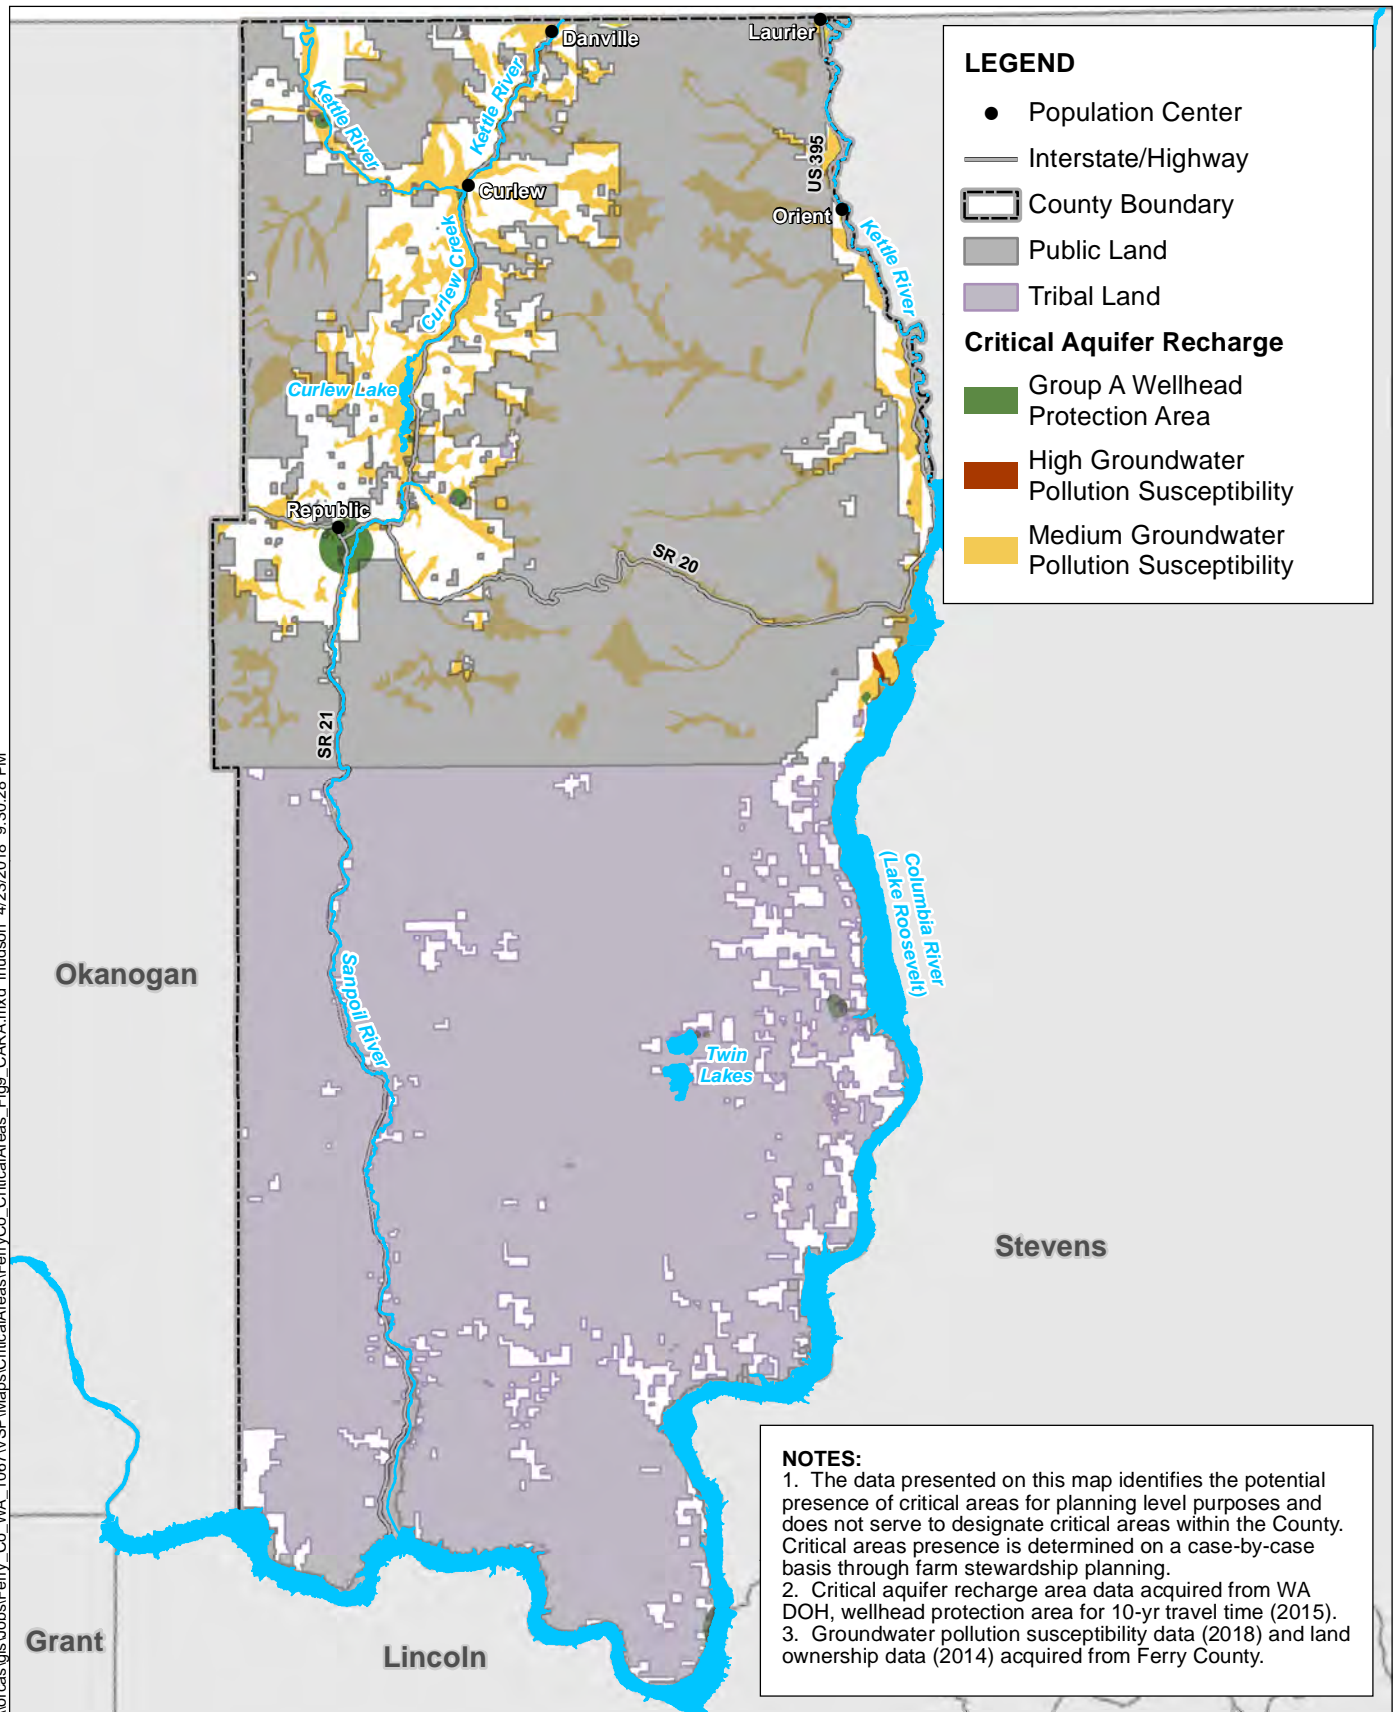 Danville
Laurier
Kettle River
Kettle River
US 395
Curlew
Orient
Kettle River
Curlew Creek
Curlew Lake
Republic
SR 20
SR 21
Columbia River
(Lake Roosevelt)
Okanogan
Sanpoil River
Twin
Lakes
Stevens
Grant
Lincoln
LEGEND
Population Center
Interstate/Highway
County Boundary
Public Land
Tribal Land
Critical Aquifer Recharge
Group A Wellhead
Protection Area
High Groundwater
Pollution Susceptibility
Medium Groundwater
Pollution Susceptibility
NOTES:
1. The data presented on this map identifies the potential
presence of critical areas for planning level purposes and
does not serve to designate critical areas within the County.
Critical areas presence is determined on a case-by-case
basis through farm stewardship planning.
2. Critical aquifer recharge area data acquired from WA
DOH, wellhead protection area for 10-yr travel time (2015).
3. Groundwater pollution susceptibility data (2018) and land
ownership data (2014) acquired from Ferry County.